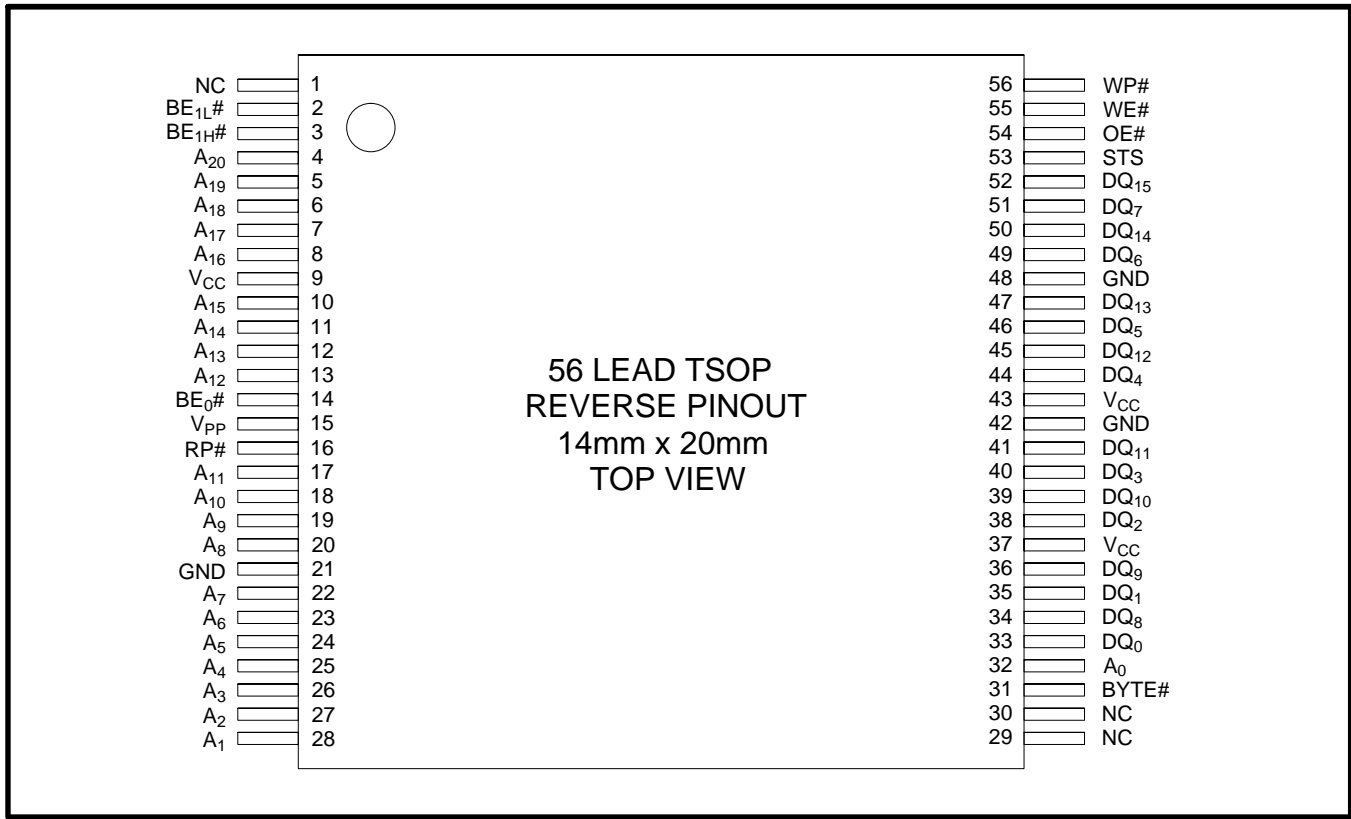 NC 1 56 WP#
BE1L# 2 55 WE#
BE1H# 3 54 OE#
A20 4 53 STS
A19 5 52 DQ15
A18 6 51 DQ7
A17 7 50 DQ14
A16 8 49 DQ6
VCC 9 48 GND
A15 10 47 DQ13
A14 11 46 DQ5
A13 12 45 DQ12
A12 13 44 DQ4
BE0# 14 43 VCC
VPP 15 42 GND
RP# 16 41 DQ11
A11 17 40 DQ3
A10 18 39 DQ10
A9 19 38 DQ2
A8 20 37 VCC
GND 21 36 DQ9
A7 22 35 DQ1
A6 23 34 DQ8
A5 24 33 DQ0
A4 25 32 A0
A3 26 31 BYTE#
A2 27 30 NC
A1 28 29 NC
56 LEAD TSOP
REVERSE PINOUT
14mm x 20mm
TOP VIEW